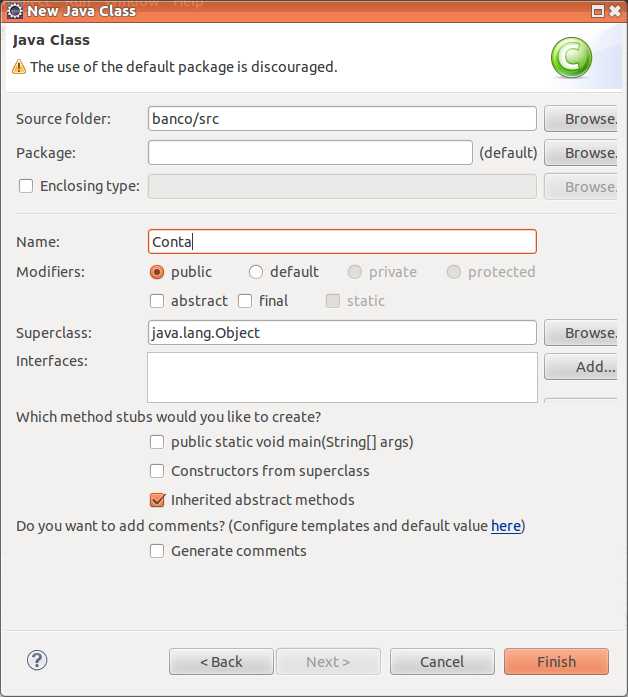 New Java Class
Java Class
The use of the default package is discouraged.
C
Source folder: banco/src Browse.
Package: (default) Browse.
Enclosing type: Browse.
Name: Conta
Modifiers: public default private protected
abstract final static
Superclass: java.lang.Object Browse.
Interfaces: Add...
Which method stubs would you like to create?
public static void main(String[] args)
Constructors from superclass
Inherited abstract methods
Do you want to add comments? (Configure templates and default value here)
Generate comments
? < Back Next > Cancel Finish